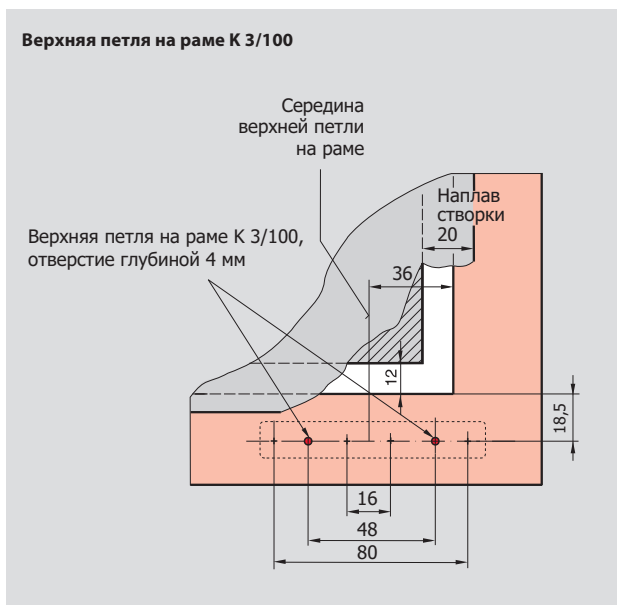 Верхняя петля на раме К 3/100
Середина
верхней петли
на раме
Наплав
створки
20
Верхняя петля на раме К 3/100,
отверстие глубиной 4 мм
36
12
18,5
16
48
80